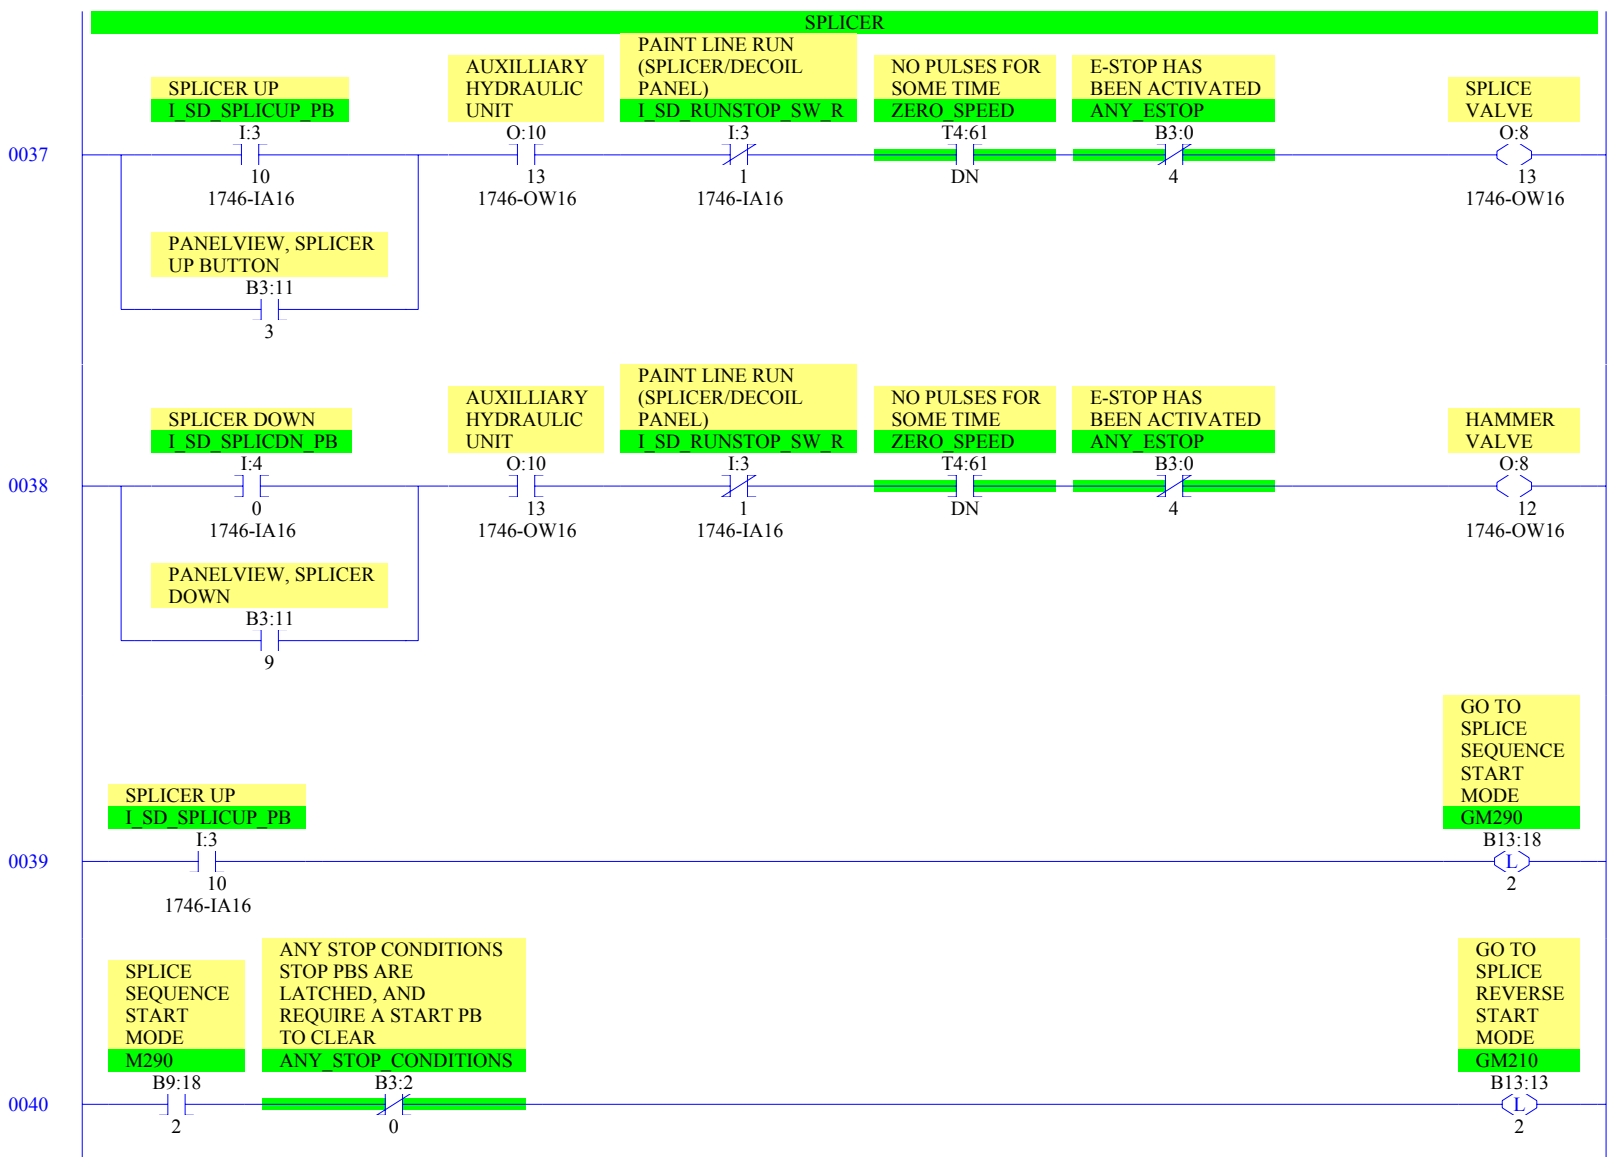 SPLICER
SPLICER UP
I_SD_SPLICUP_PB
I:3
10
1746-IA16
AUXILLIARY
HYDRAULIC
UNIT
O:10
13
1746-OW16
PAINT LINE RUN
(SPLICER/DECOIL
PANEL)
I_SD_RUNSTOP_SW_R
I:3
1
1746-IA16
NO PULSES FOR
SOME TIME
ZERO_SPEED
T4:61
DN
E-STOP HAS
BEEN ACTIVATED
ANY_ESTOP
B3:0
4
SPLICE
VALVE
O:8
13
1746-OW16
0037
PANELVIEW, SPLICER
UP BUTTON
B3:11
3
SPLICER DOWN
I_SD_SPLICDN_PB
I:4
0
1746-IA16
AUXILLIARY
HYDRAULIC
UNIT
O:10
13
1746-OW16
PAINT LINE RUN
(SPLICER/DECOIL
PANEL)
I_SD_RUNSTOP_SW_R
I:3
1
1746-IA16
NO PULSES FOR
SOME TIME
ZERO_SPEED
T4:61
DN
E-STOP HAS
BEEN ACTIVATED
ANY_ESTOP
B3:0
4
HAMMER
VALVE
O:8
12
1746-OW16
0038
PANELVIEW, SPLICER
DOWN
B3:11
9
SPLICER UP
I_SD_SPLICUP_PB
I:3
10
1746-IA16
GO TO
SPLICE
SEQUENCE
START
MODE
GM290
B13:18
L
2
0039
SPLICE
SEQUENCE
START
MODE
M290
B9:18
2
ANY STOP CONDITIONS
STOP PBS ARE
LATCHED, AND
REQUIRE A START PB
TO CLEAR
ANY_STOP_CONDITIONS
B3:2
0
GO TO
SPLICE
REVERSE
START
MODE
GM210
B13:13
L
2
0040